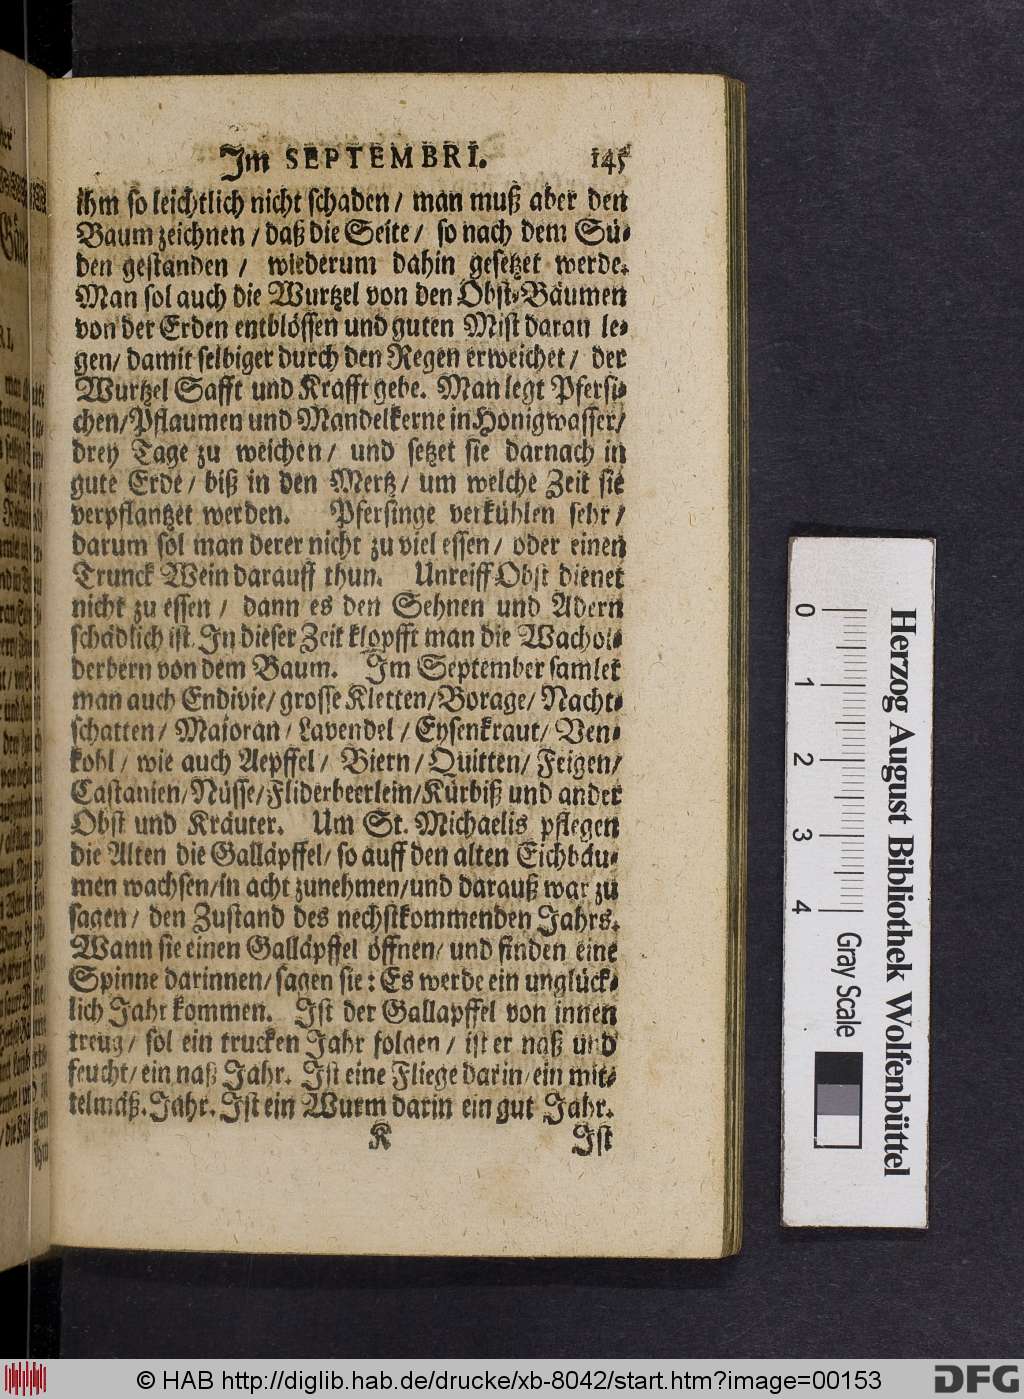 Im SEPTEMBRI. 145
ihm so leichtlich nicht schaden / man muß aber den
Baum zeichnen / daß die Seite / so nach dem Sü-
den gestanden / wiederum dahin gesetzet werde.
Man sol auch die Wurtzel von den Obst-Bäumen
von der Erden entblössen und guten Mist daran le-
gen / damit selbiger durch den Regen erweichet / der
Wurtzel Safft und Krafft gebe. Man legt Pfersi-
chen / Pflaumen und Mandelkerne in Honigwasser /
drey Tage zu weichen / und setzet sie darnach in
gute Erde / biß in den Mertz / um welche Zeit sie
verpflantzet werden. Pfersinge verkühlen sehr /
darum sol man derer nicht zu viel essen / oder einen
Trunck Wein darauff thun. Unreiff Obst dienet
nicht zu essen / dann es den Sehnen und Adern
schädlich ist. In dieser Zeit klopfft man die Wachol-
derbern von dem Baum. Im September samlet
man auch Endivie / grosse Kletten / Borage / Nacht-
schatten / Majoran / Lavendel / Eysenkraut / Ven-
kohl / wie auch Aepffel / Biern / Quitten / Feigen /
Castanien / Nüsse / Fliderbeerlein / Kürbiß und ander
Obst und Kräuter. Um St. Michaelis pflegen
die Alten die Galläpffel / so auff den alten Eichbäu-
men wachsen / in acht zunehmen / und darauß war zu
sagen / den Zustand des nechstkommenden Jahrs.
Wann sie einen Galläpffel öffnen / und finden eine
Spinne darinnen / sagen sie : Es werde ein unglück-
lich Jahr kommen. Ist der Gallapffel von innen
treug / sol ein trucken Jahr folgen / ist er naß und
feucht / ein naß Jahr. Ist eine Fliege darin / ein mit-
telmäß. Jahr. Ist ein Wurm darin ein gut Jahr.
K Ist
0 1 2 3 4 Gray Scale
Herzog August Bibliothek Wolfenbüttel
© HAB http://diglib.hab.de/drucke/xb-8042/start.htm?image=00153
DFG